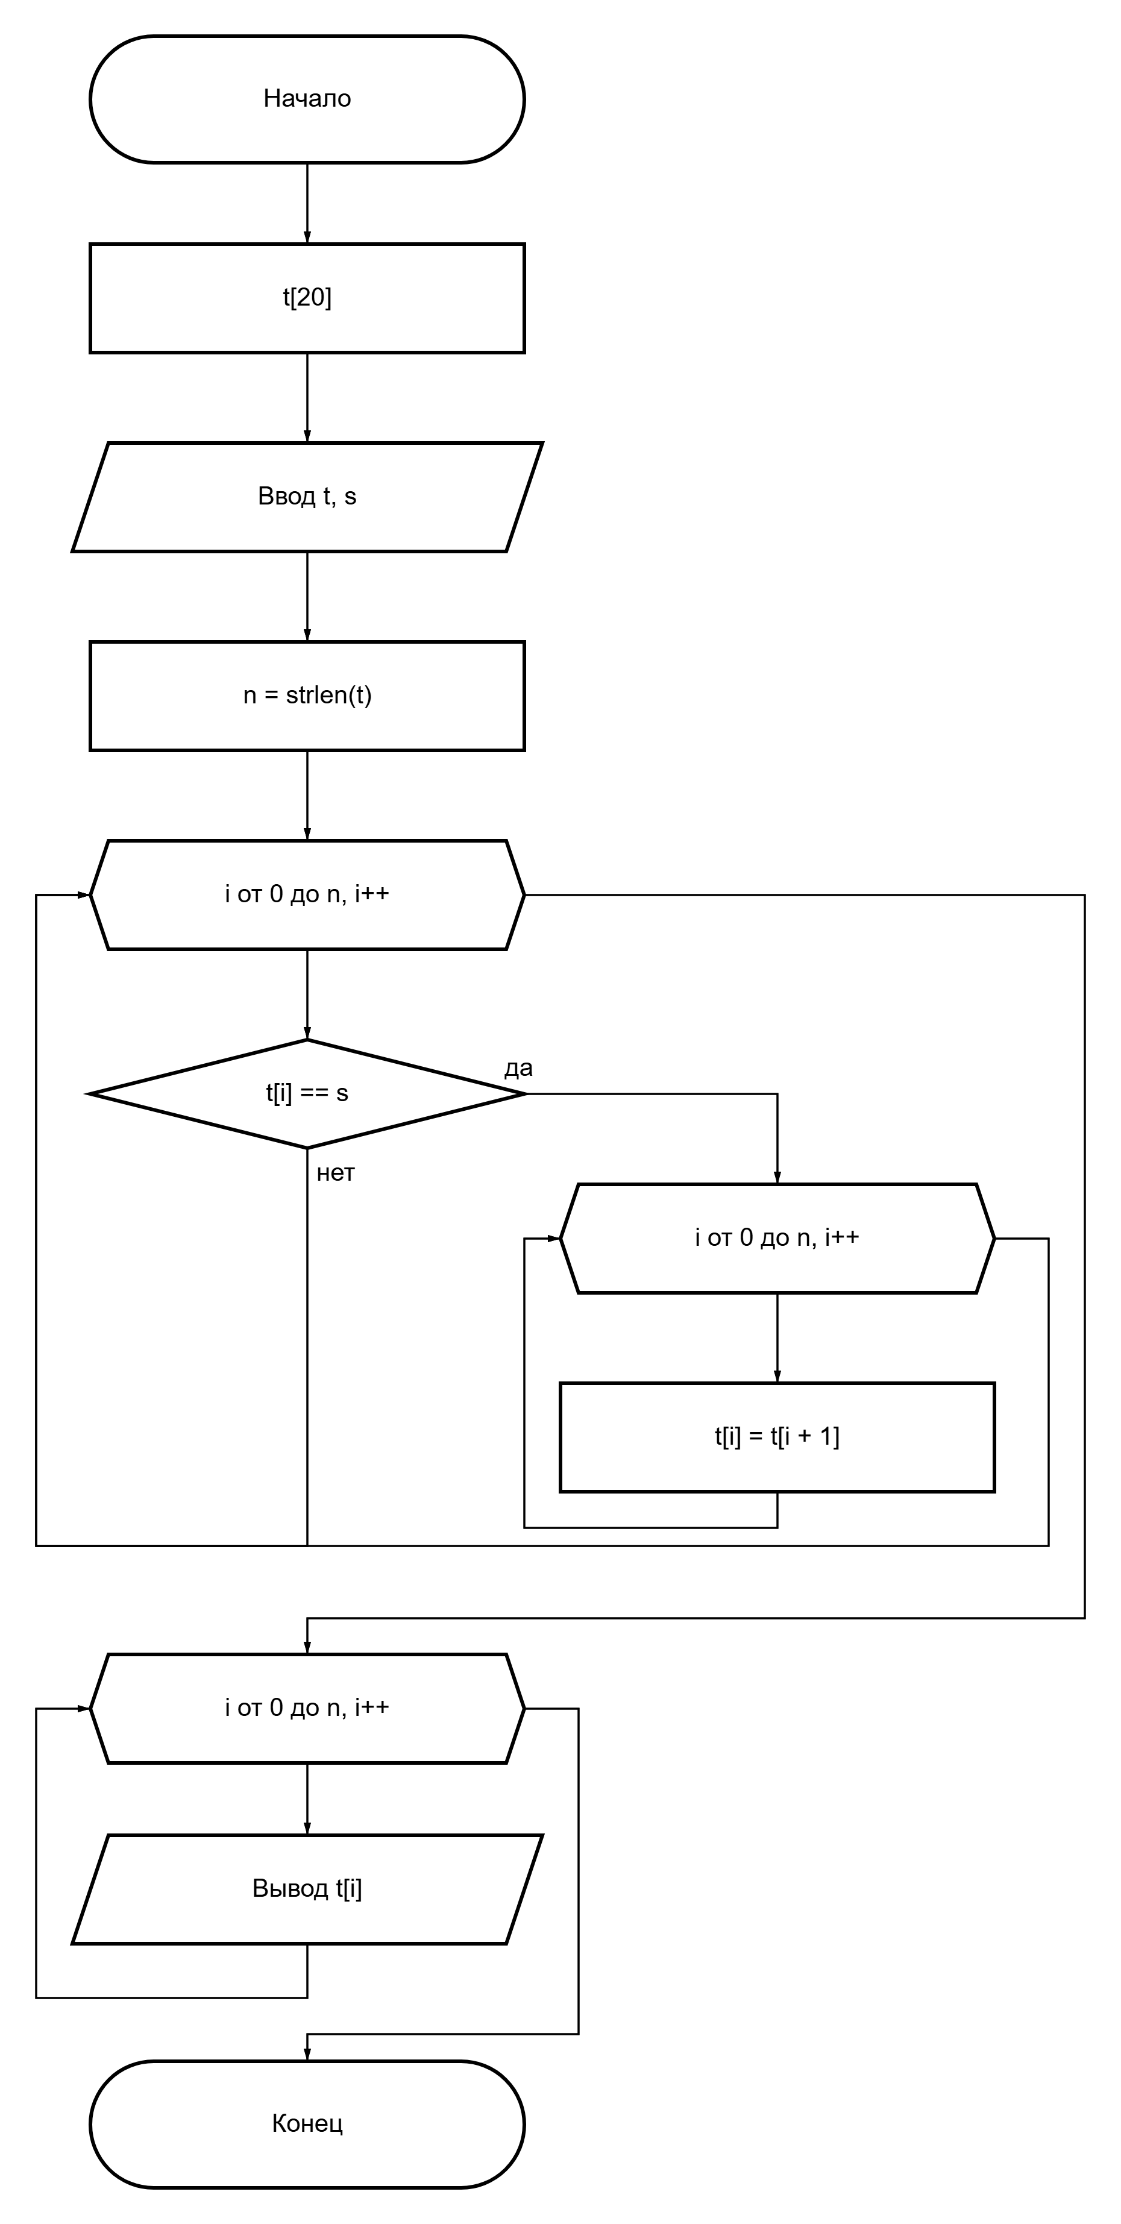 Начало
t[20]
Ввод t, s
n = strlen(t)
i от 0 до n, i++
t[i] == s
да
нет
i от 0 до n, i++
t[i] = t[i + 1]
i от 0 до n, i++
Вывод t[i]
Конец